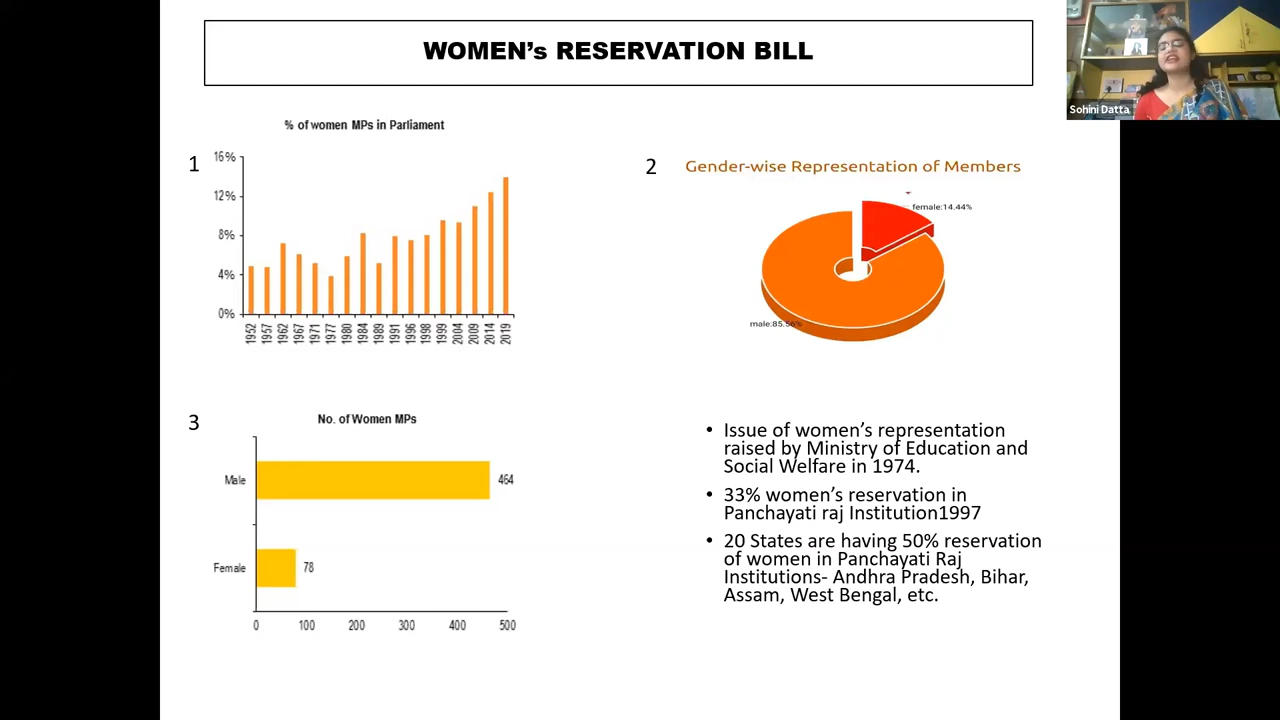 WOMEN's RESERVATION BILL
Sohini Datta
% of women MPs in Parliament
1
16%
12%
8%
4%
0%
1952 1957 1962 1967 1971 1977 1980 1984 1989 1991 1996 1998 1999 2004 2009 2014 2019
2
Gender-wise Representation of Members
female:14.44%
male:85.56%
3
No. of Women MPs
Male 464
Female 78
0 100 200 300 400 500
• Issue of women's representation
raised by Ministry of Education and
Social Welfare in 1974.
• 33% women's reservation in
Panchayati raj Institution1997
• 20 States are having 50% reservation
of women in Panchayati Raj
Institutions- Andhra Pradesh, Bihar,
Assam, West Bengal, etc.